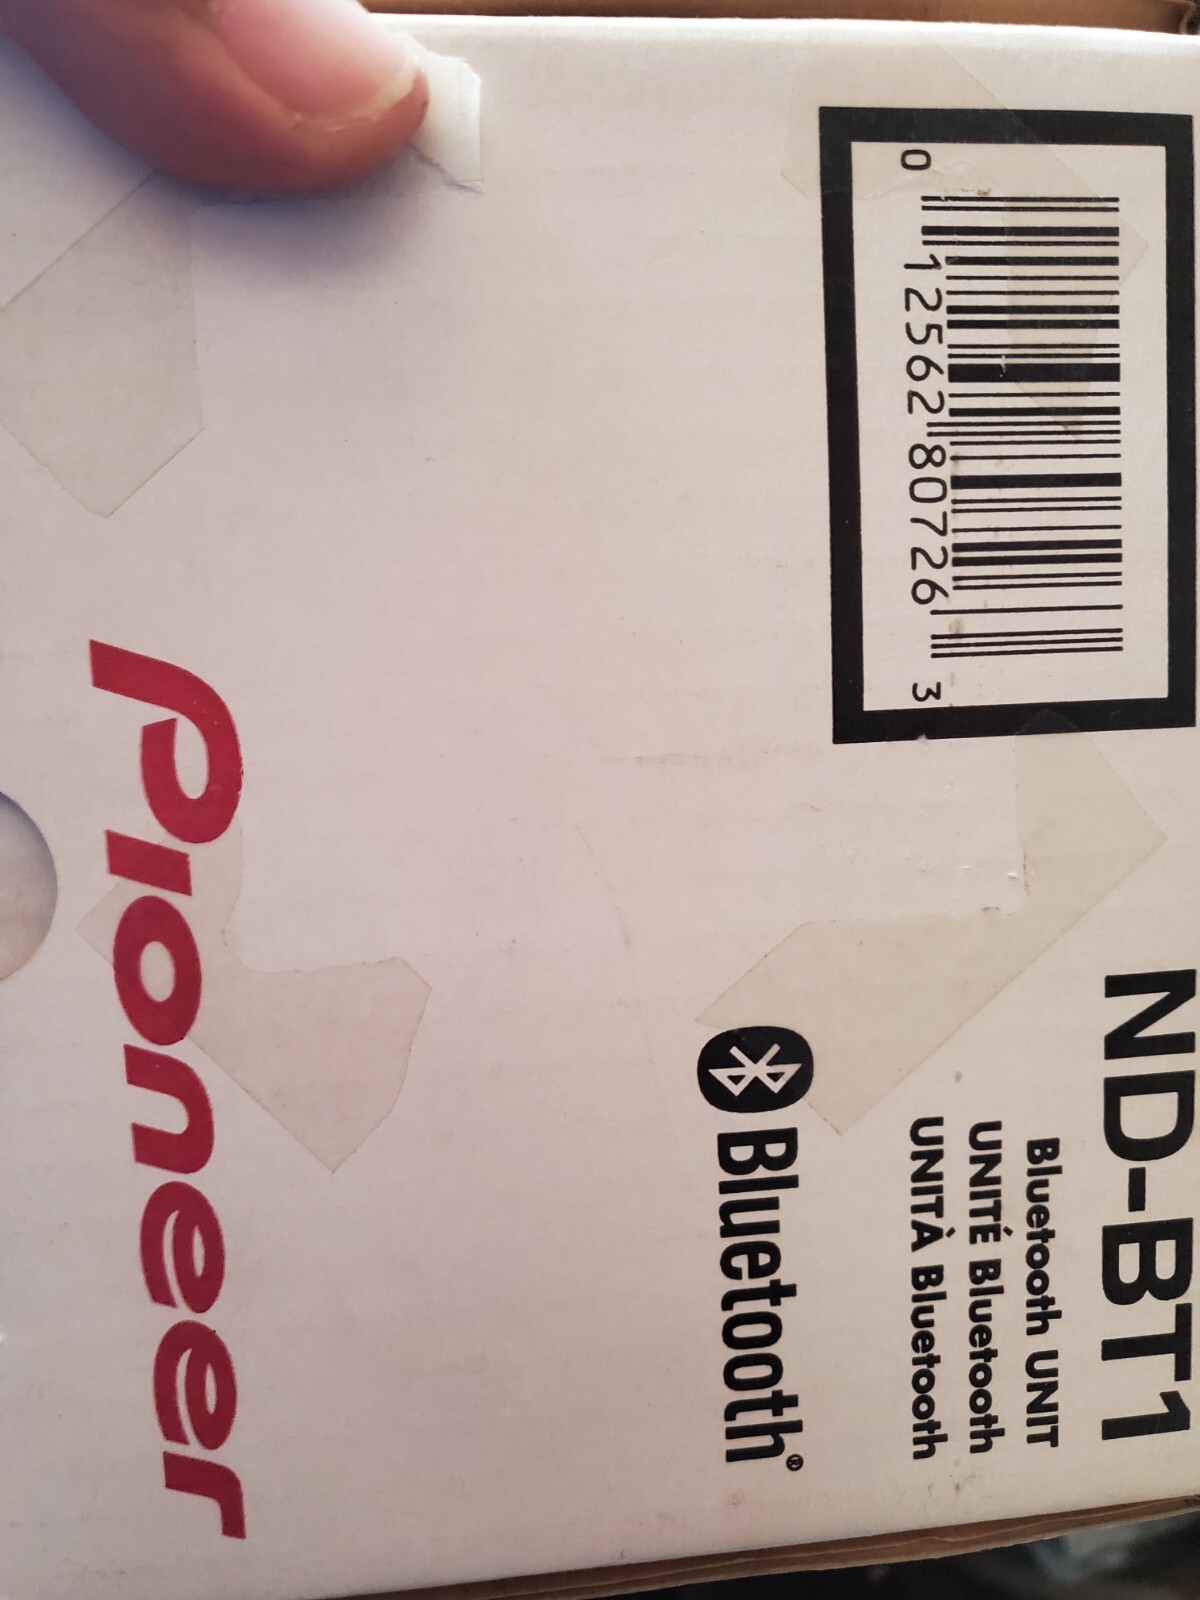 ND-BT1
Bluetooth UNIT
UNITÉ Bluetooth
UNITÀ Bluetooth
0 12562 80726 3
Bluetooth®
Pioneer